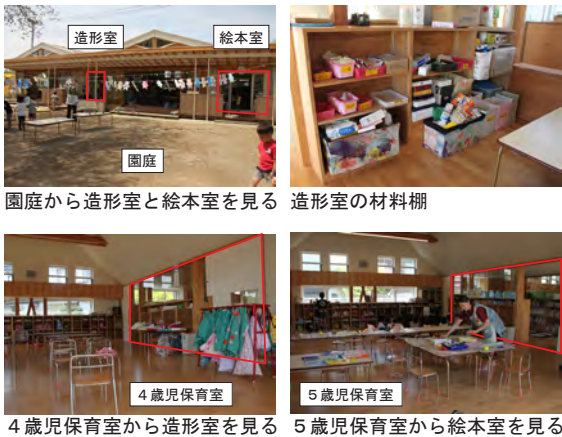 造形室
絵本室
園庭
園庭から造形室と絵本室を見る
造形室の材料棚
4歳児保育室
4歳児保育室から造形室を見る
5歳児保育室
5歳児保育室から絵本室を見る